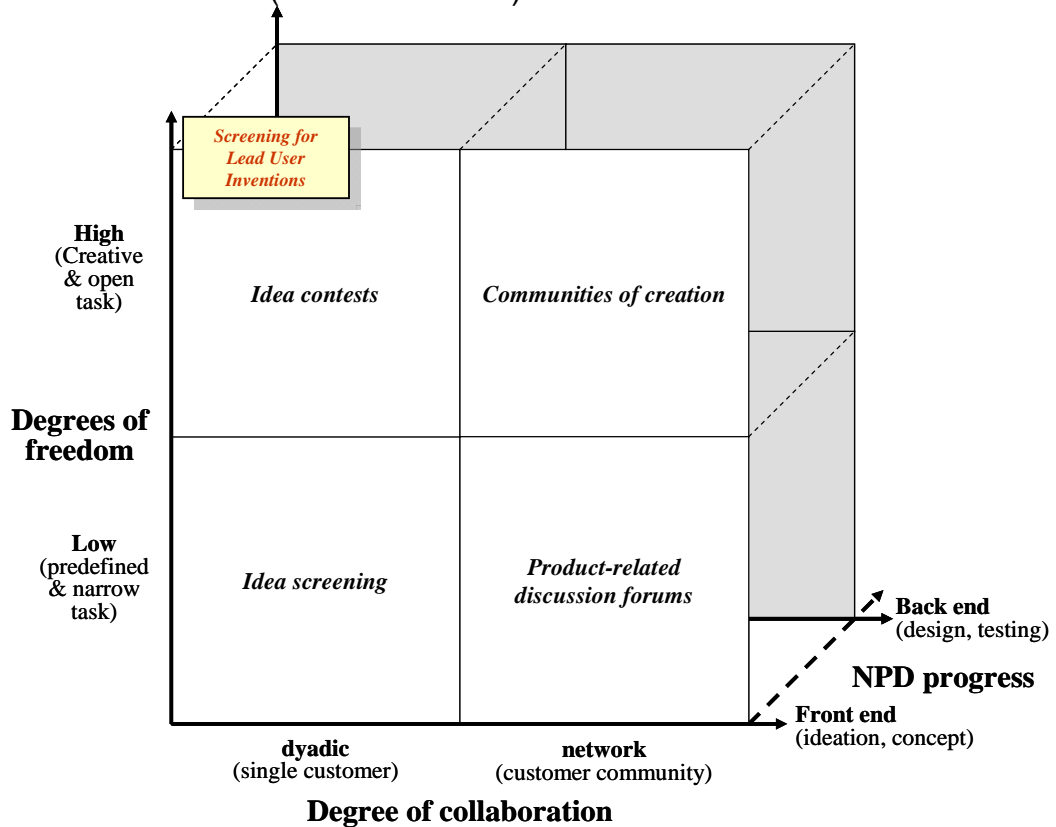 Screening for
Lead User
Inventions
High
(Creative
& open
task)
Idea contests
Communities of creation
Degrees of
freedom
Low
(predefined
& narrow
task)
Idea screening
Product-related
discussion forums
Back end
(design, testing)
NPD progress
Front end
(ideation, concept)
dyadic
(single customer)
network
(customer community)
Degree of collaboration